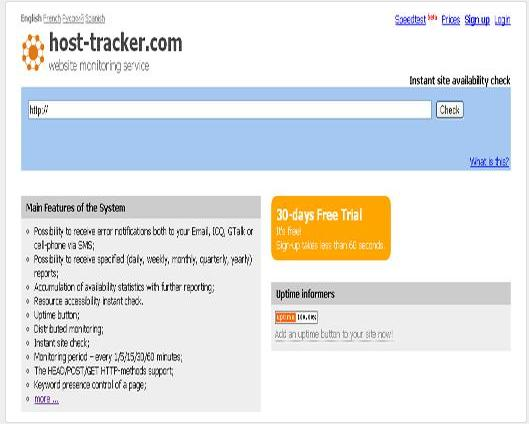 English French Русский Spanish
Speedtest beta Prices Sign up Login
host-tracker.com
website monitoring service
Instant site availability check
http://
Check
What is this?
Main Features of the System
Possibility to receive error notifications both to your Email, ICQ, GTalk or
cell-phone via SMS;
Possibility to receive specified (daily, weekly, monthly, quarterly, yearly)
reports;
Accumulation of availability statistics with further reporting;
Resource accessibility instant check.
Uptime button;
Distributed monitoring;
Instant site check;
Monitoring period – every 1/5/15/30/60 minutes;
The HEAD/POST/GET HTTP-methods support;
Keyword presence control of a page;
more ...
30-days Free Trial
It's free!
Sign-up takes less than 60 seconds.
Uptime informers
uptime
Add an uptime button to your site now!